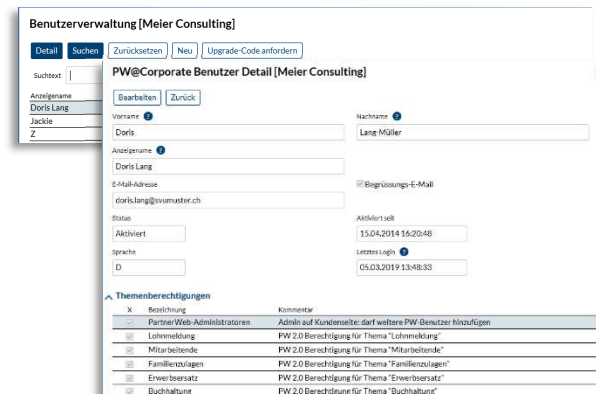 Benutzerverwaltung [Meier Consulting]
Detail Suchen Zurücksetzen Neu Upgrade-Code anfordern
Suchtext
Anzeigename
Doris Lang
Jackie
Z
PW@Corporate Benutzer Detail [Meier Consulting]
Bearbeiten Zurück
Vorname ? Nachname ?
Doris Lang-Müller
Anzeigename ?
Doris Lang
E-Mail-Adresse Begrüssungs-E-Mail
doris.lang@svumuster.ch
Status Aktiviert seit
Aktiviert 15.04.2014 16:20:48
Sprache Letztes Login ?
D 05.03.2019 13:48:33
Themenberechtigungen
X Bezeichnung Kommentar
PartnerWeb-Administratoren Admin auf Kundenseite: darf weitere PW-Benutzer hinzufügen
Lohnmeldung PW 2.0 Berechtigung für Thema "Lohnmeldung"
Mitarbeitende PW 2.0 Berechtigung für Thema "Mitarbeitende"
Familienzulagen PW 2.0 Berechtigung für Thema "Familienzulagen"
Erwerbsersatz PW 2.0 Berechtigung für Thema "Erwerbsersatz"
Buchhaltung PW 2.0 Berechtigung für Thema "Buchhaltung"